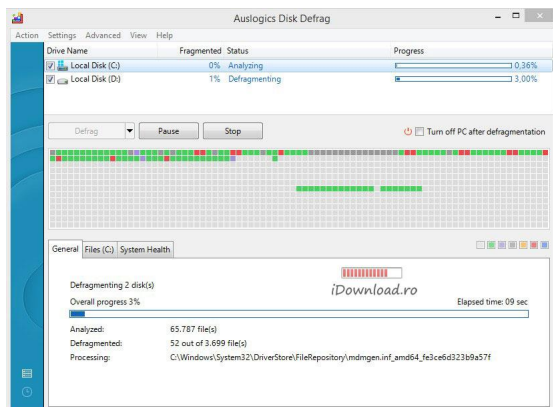 Auslogics Disk Defrag
Action Settings Advanced View Help
Drive Name Fragmented Status Progress
Local Disk (C:) 0% Analyzing 0,36%
Local Disk (D:) 1% Defragmenting 3,00%
Defrag Pause Stop Turn off PC after defragmentation
General Files (C:) System Health
Defragmenting 2 disk(s)
iDownload.ro
Overall progress 3% Elapsed time: 09 sec
Analyzed: 65.787 file(s)
Defragmented: 52 out of 3.699 file(s)
Processing: C:\Windows\System32\DriverStore\FileRepository\mdmgen.inf_amd64_fe3ce6d323b9a57f